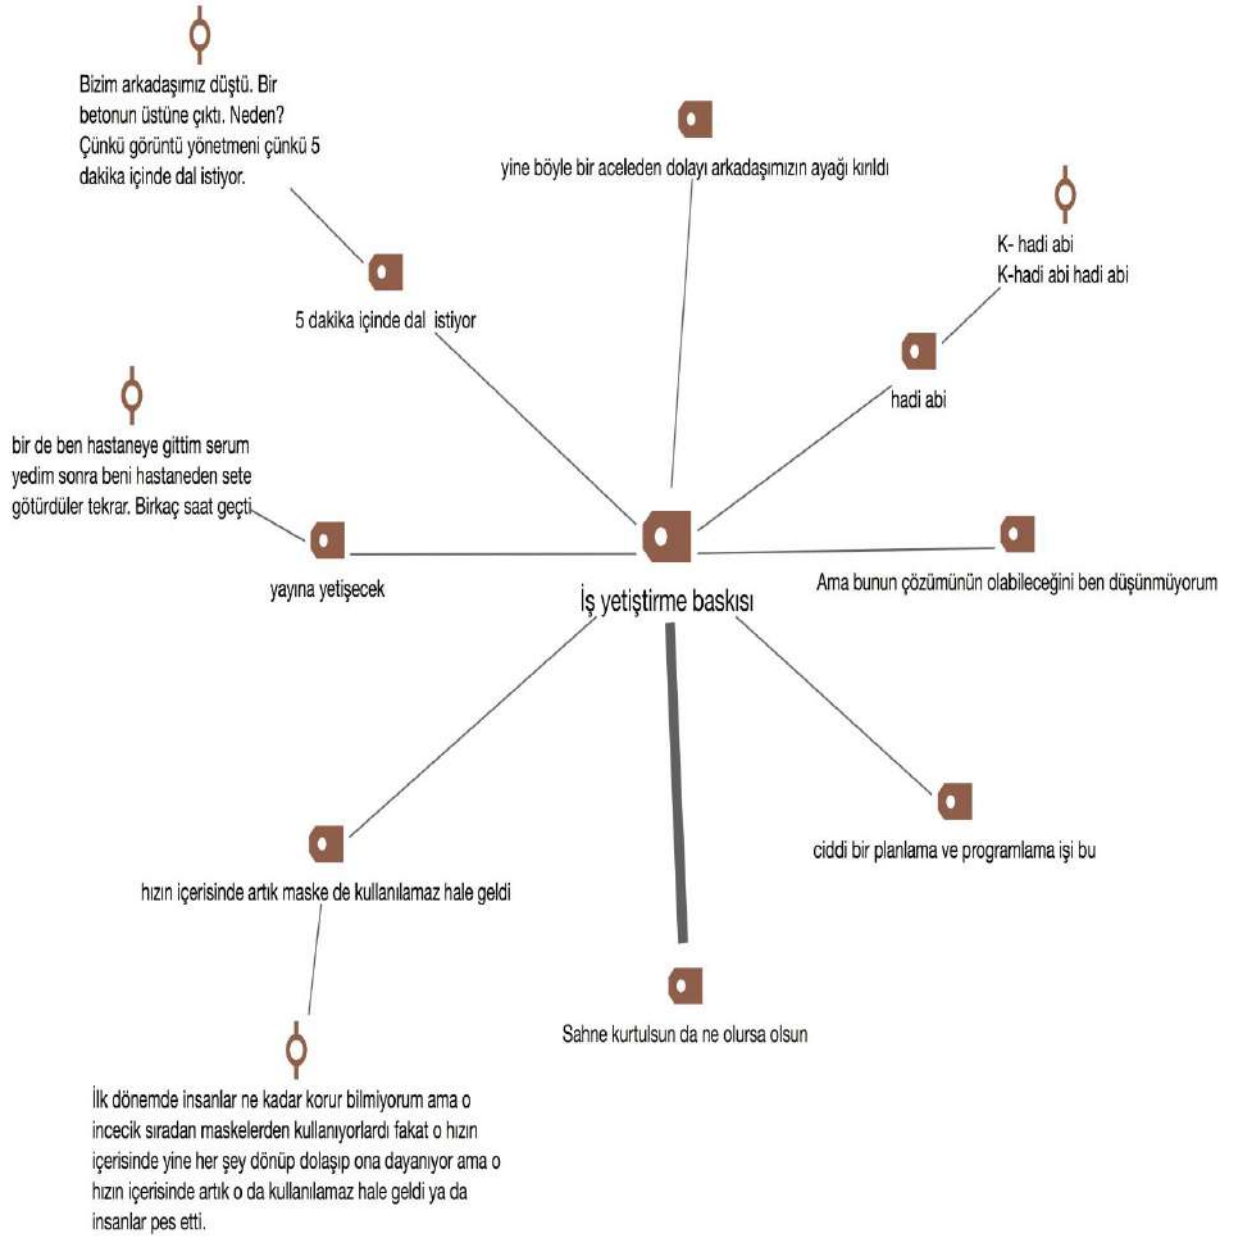 Bizim arkadaşımız düştü. Bir
betonun üstüne çıktı. Neden?
Çünkü görüntü yönetmeni çünkü 5
dakika içinde dal istiyor.
yine böyle bir aceleden dolayı arkadaşımızın ayağı kırıldı
K- hadi abi
K-hadi abi hadi abi
5 dakika içinde dal istiyor
hadi abi
bir de ben hastaneye gittim serum
yedim sonra beni hastaneden sete
götürdüler tekrar. Birkaç saat geçti
yayına yetişecek
İş yetiştirme baskısı
Ama bunun çözümünün olabileceğini ben düşünmüyorum
hızın içerisinde artık maske de kullanılamaz hale geldi
ciddi bir planlama ve programlama işi bu
Sahne kurtulsun da ne olursa olsun
İlk dönemde insanlar ne kadar korur bilmiyorum ama o
incecik sıradan maskelerden kullanıyorlardı fakat o hızın
içerisinde yine her şey dönüp dolaşıp ona dayanıyor ama o
hızın içerisinde artık o da kullanılamaz hale geldi ya da
insanlar pes etti.